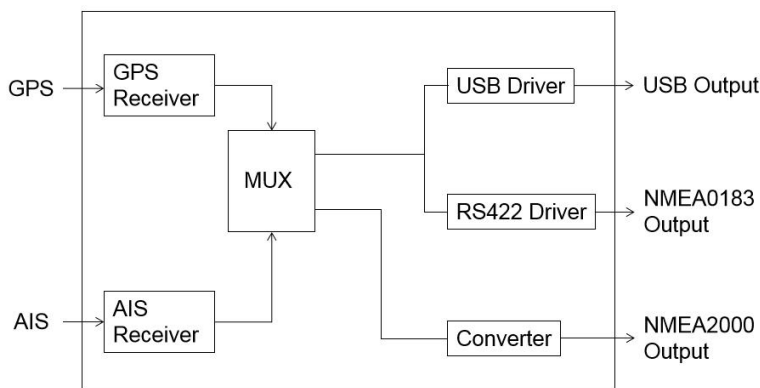 GPS
GPS
Receiver
USB Driver
USB Output
MUX
RS422 Driver
NMEA0183
Output
AIS
AIS
Receiver
Converter
NMEA2000
Output